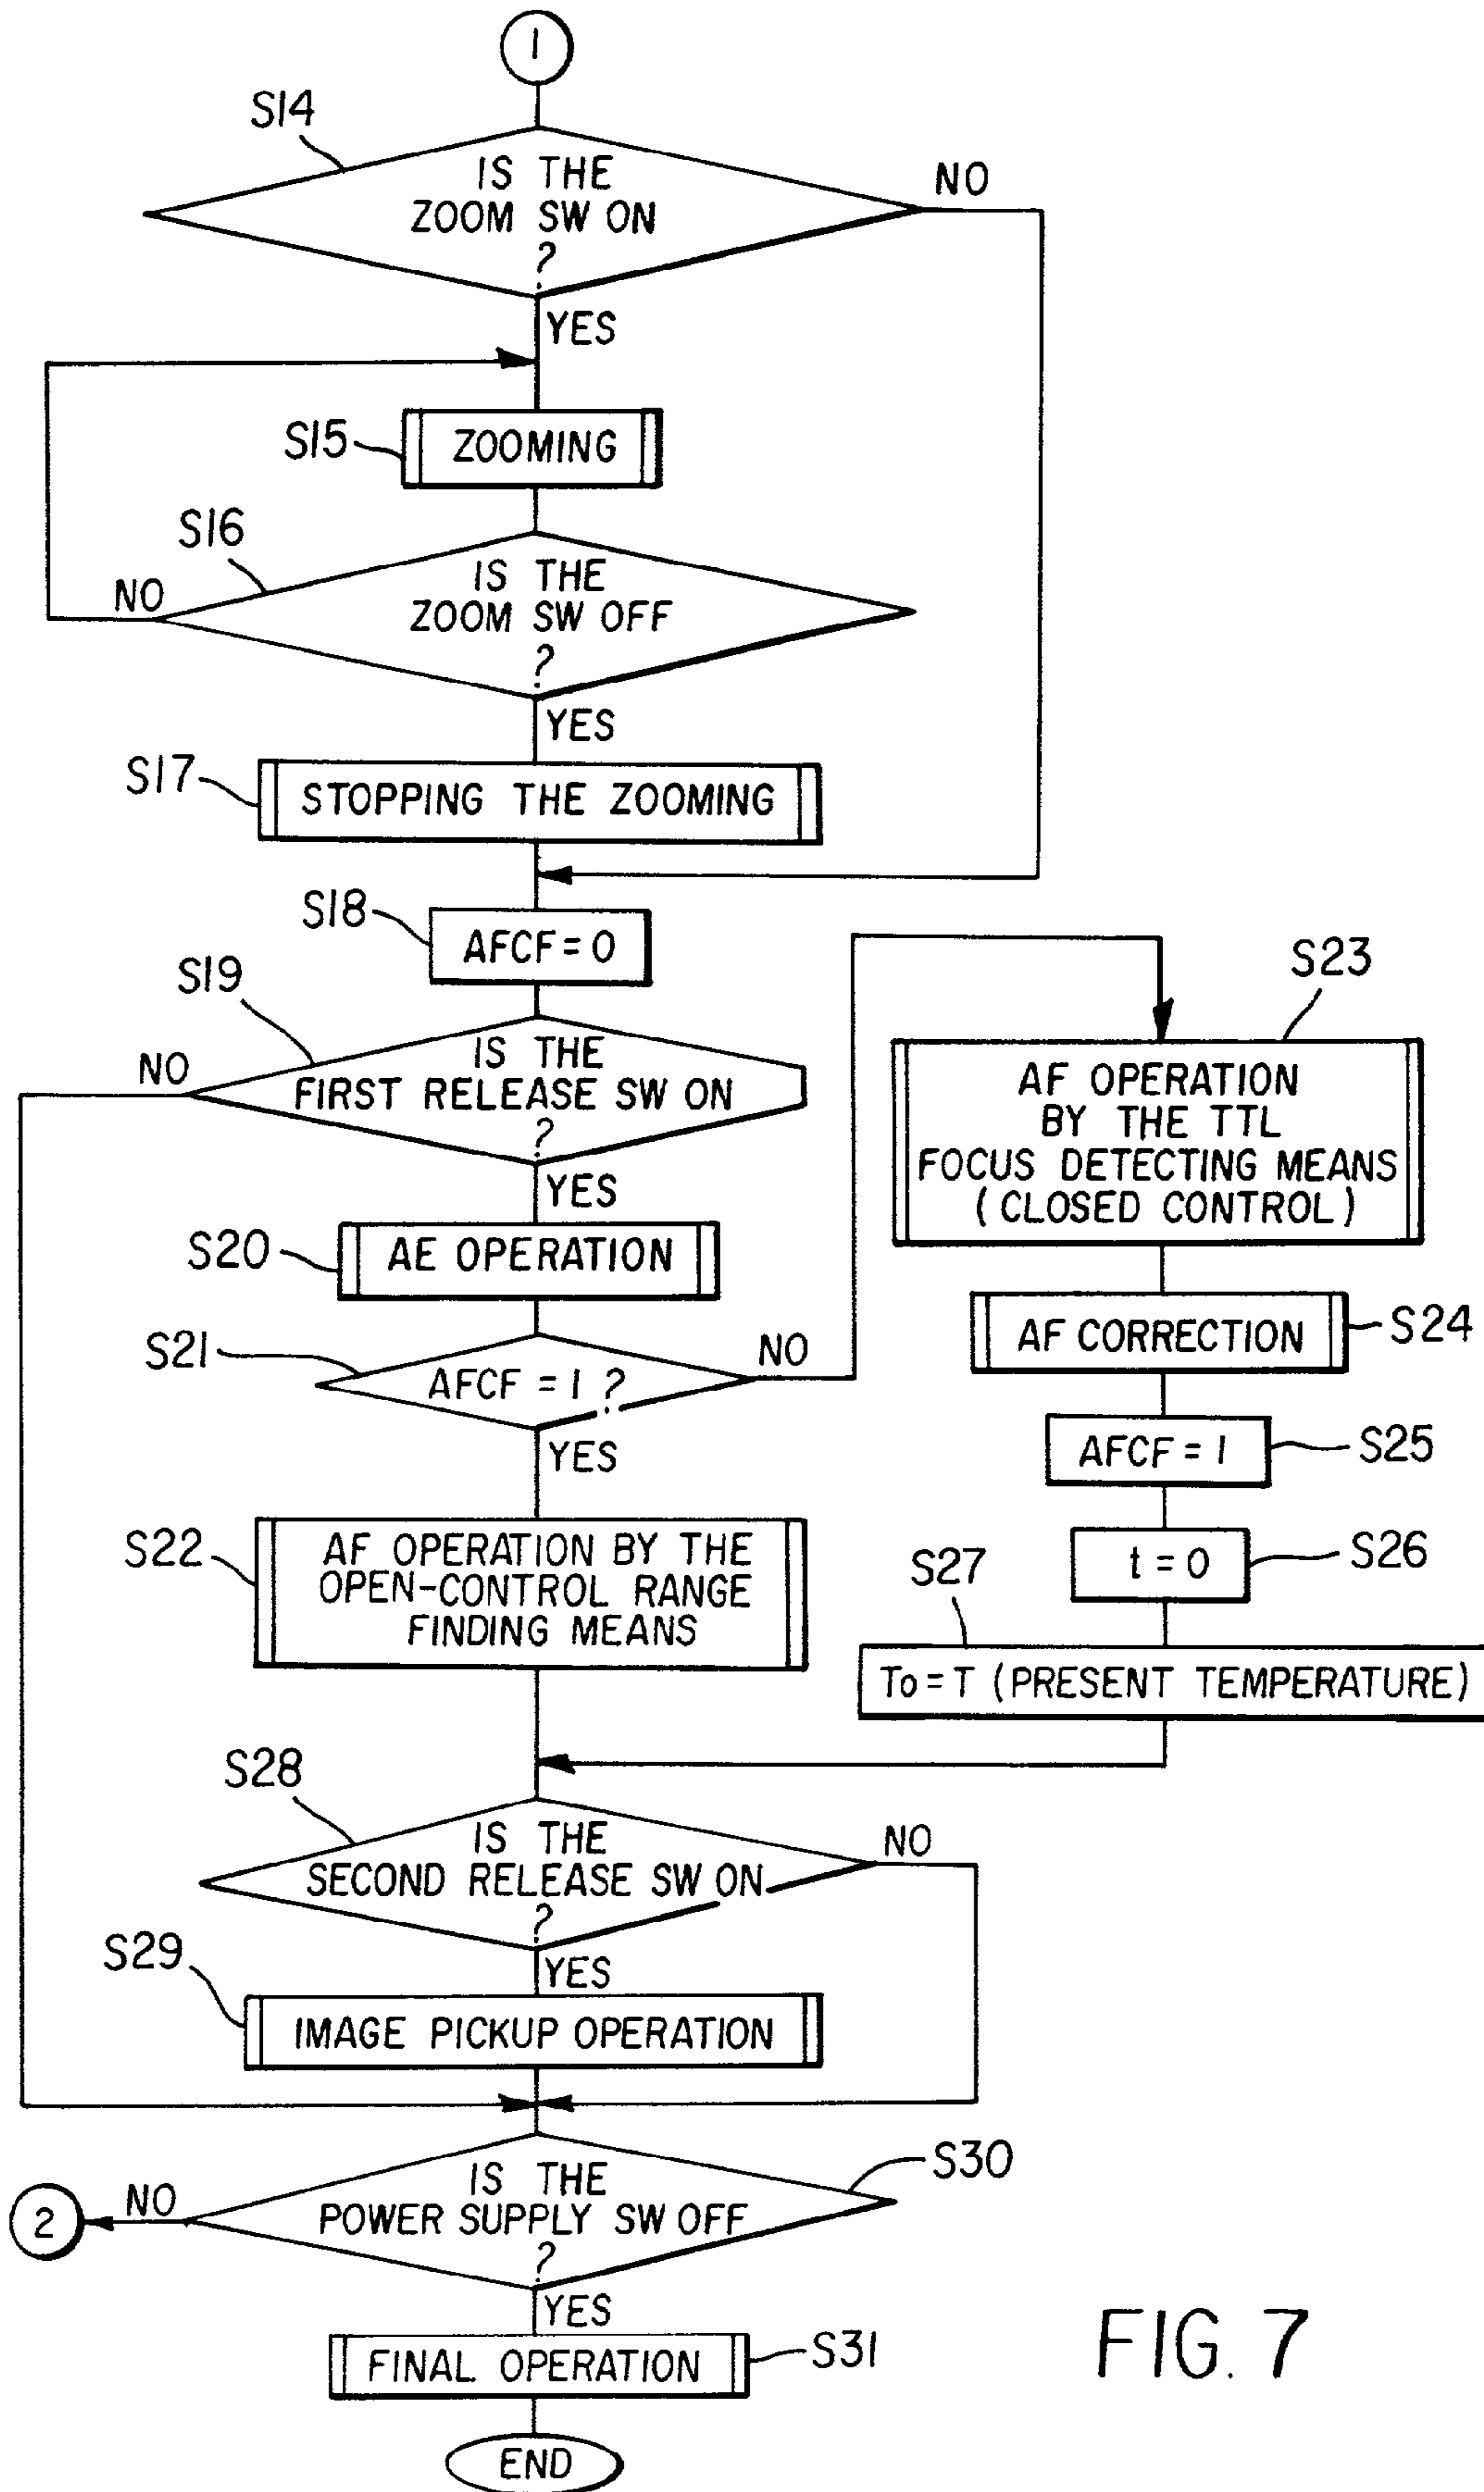 1
S14
IS THE
ZOOM SW ON
?
NO
YES
S15
ZOOMING
S16
IS THE
ZOOM SW OFF
?
NO
YES
S17
STOPPING THE ZOOMING
S18
AFCF = 0
S19
IS THE
FIRST RELEASE SW ON
?
NO
YES
S20
AE OPERATION
S21
AFCF = 1 ?
NO
YES
S22
AF OPERATION BY THE
OPEN-CONTROL RANGE
FINDING MEANS
S23
AF OPERATION
BY THE TTL
FOCUS DETECTING MEANS
(CLOSED CONTROL)
AF CORRECTION
S24
AFCF = 1
S25
t = 0
S26
S27
To = T (PRESENT TEMPERATURE)
S28
IS THE
SECOND RELEASE SW ON
?
NO
YES
S29
IMAGE PICKUP OPERATION
S30
IS THE
POWER SUPPLY SW OFF
?
NO
2
YES
FINAL OPERATION
S31
END
FIG. 7